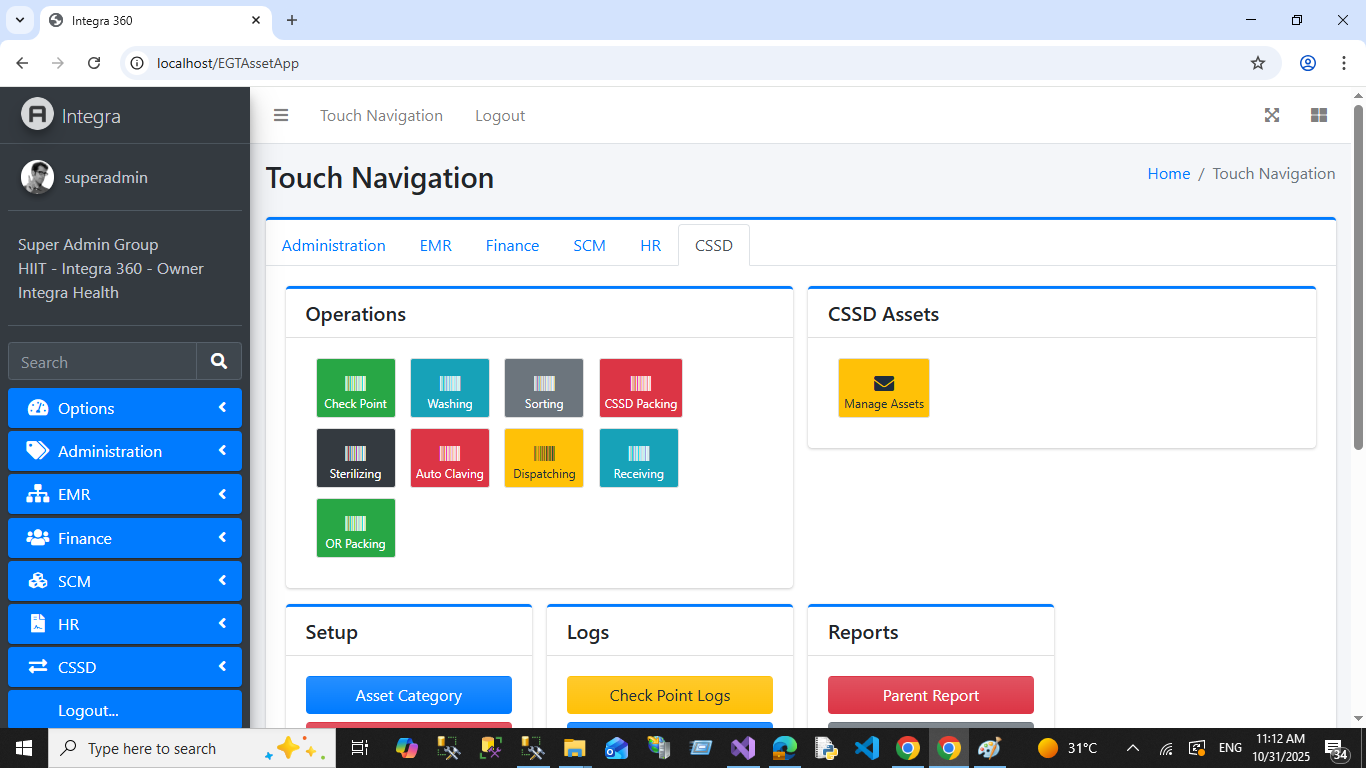 Integra 360
localhost/EGTAssetApp
Integra
Touch Navigation
Logout
superadmin
Super Admin Group
HIIT - Integra 360 - Owner
Integra Health
Search
Options
Administration
EMR
Finance
SCM
HR
CSSD
Logout...
Touch Navigation
Home / Touch Navigation
Administration
EMR
Finance
SCM
HR
CSSD
Operations
Check Point
Washing
Sorting
CSSD Packing
Sterilizing
Auto Claving
Dispatching
Receiving
OR Packing
CSSD Assets
Manage Assets
Setup
Asset Category
Logs
Check Point Logs
Reports
Parent Report
Type here to search
31°C
ENG
11:12 AM
10/31/2025
34